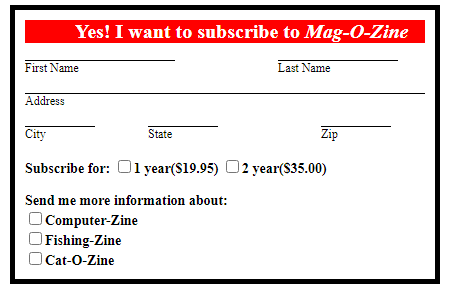 Yes! I want to subscribe to Mag-O-Zine
First Name Last Name
Address
City State Zip
Subscribe for: 1 year($19.95) 2 year($35.00)
Send me more information about:
Computer-Zine
Fishing-Zine
Cat-O-Zine